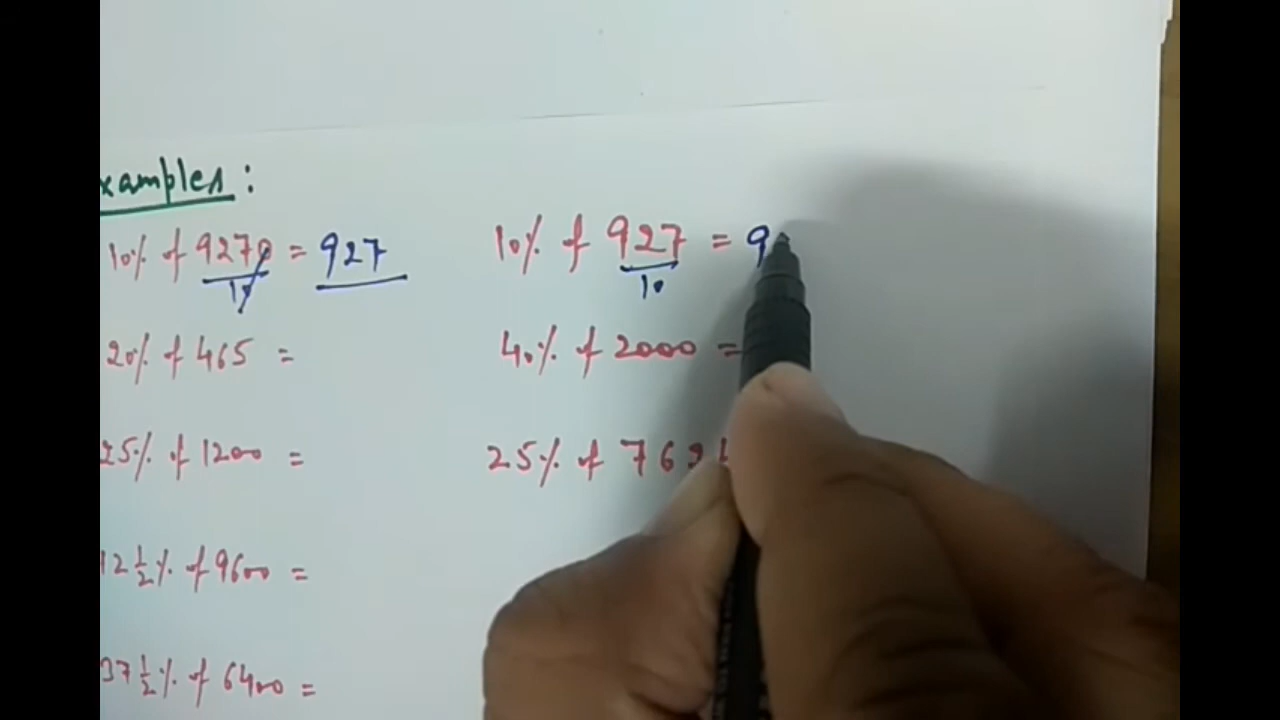 xamples:
10% of 9270 = 927 10% of 927 = 9
10 10
20% of 465 = 40% of 2000 =
25% of 1200 = 25% of
12 1/2 % of 9600 =
37 1/2 % of 6400 =